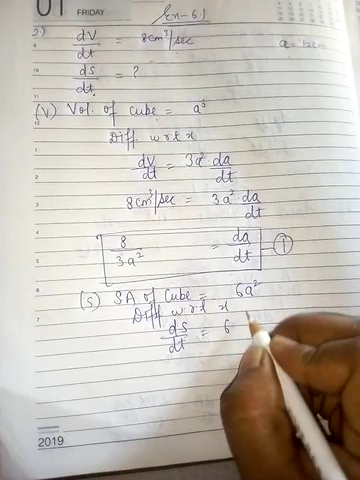 01 FRIDAY
Ex-6.1
2) dV/dt = 8cm³/sec
ds/dt = ?
(V) Vol. of cube = a³
Diff w r t x
dV/dt = 3a² da/dt
8cm³/sec = 3a² da/dt
8/3a² = da/dt - ①
(S) SA of Cube = 6a²
Diff w.r.t x
ds/dt = 6
2019